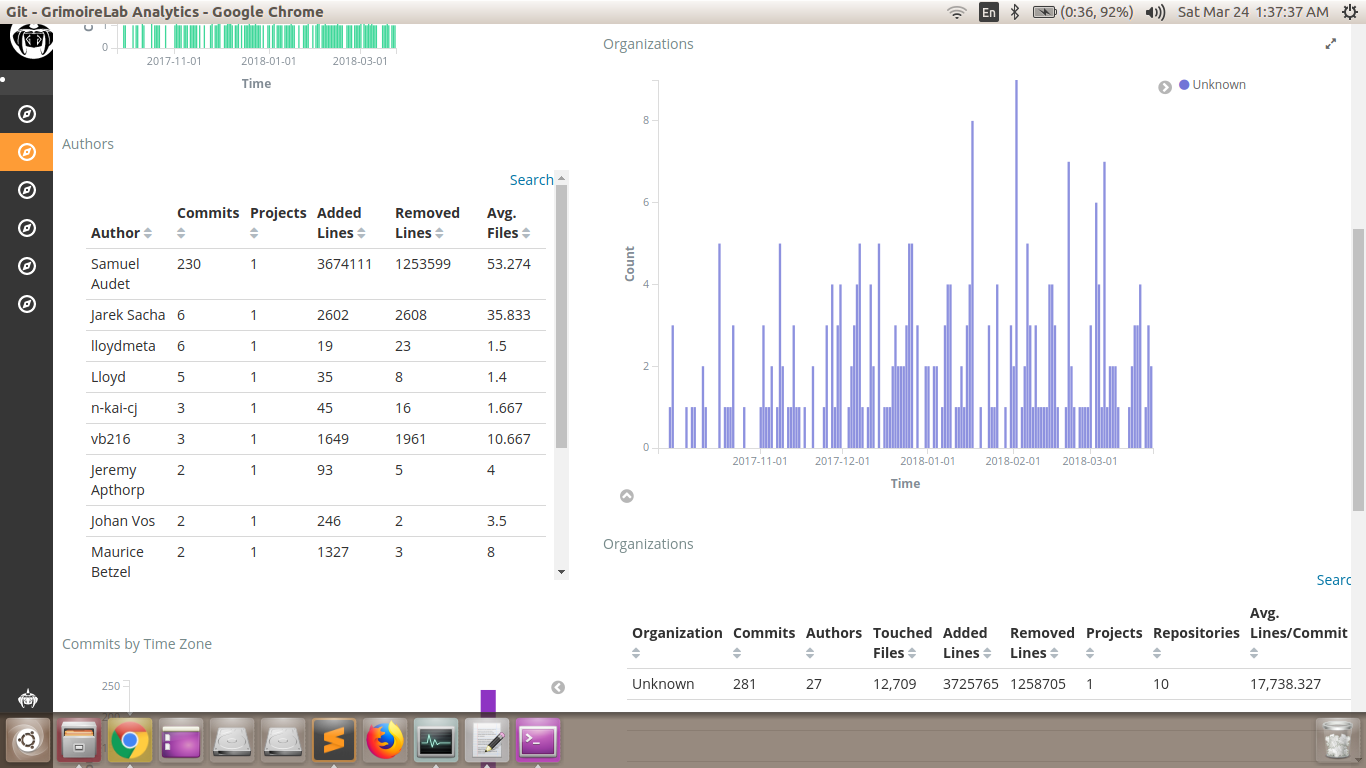 Git - GrimoireLab Analytics - Google Chrome
En
(0:36, 92%)
Sat Mar 24 1:37:37 AM
0
2017-11-01 2018-01-01 2018-03-01
Time
Authors
Search
Author Commits Projects Added Lines Removed Lines Avg. Files
Samuel Audet 230 1 3674111 1253599 53.274
Jarek Sacha 6 1 2602 2608 35.833
lloydmeta 6 1 19 23 1.5
Lloyd 5 1 35 8 1.4
n-kai-cj 3 1 45 16 1.667
vb216 3 1 1649 1961 10.667
Jeremy Apthorp 2 1 93 5 4
Johan Vos 2 1 246 2 3.5
Maurice Betzel 2 1 1327 3 8
Commits by Time Zone
250
Organizations
Unknown
8
6
4
2
0
Count
2017-11-01 2017-12-01 2018-01-01 2018-02-01 2018-03-01
Time
Organizations
Searc
Organization Commits Authors Touched Files Added Lines Removed Lines Projects Repositories Avg. Lines/Commit
Unknown 281 27 12,709 3725765 1258705 1 10 17,738.327